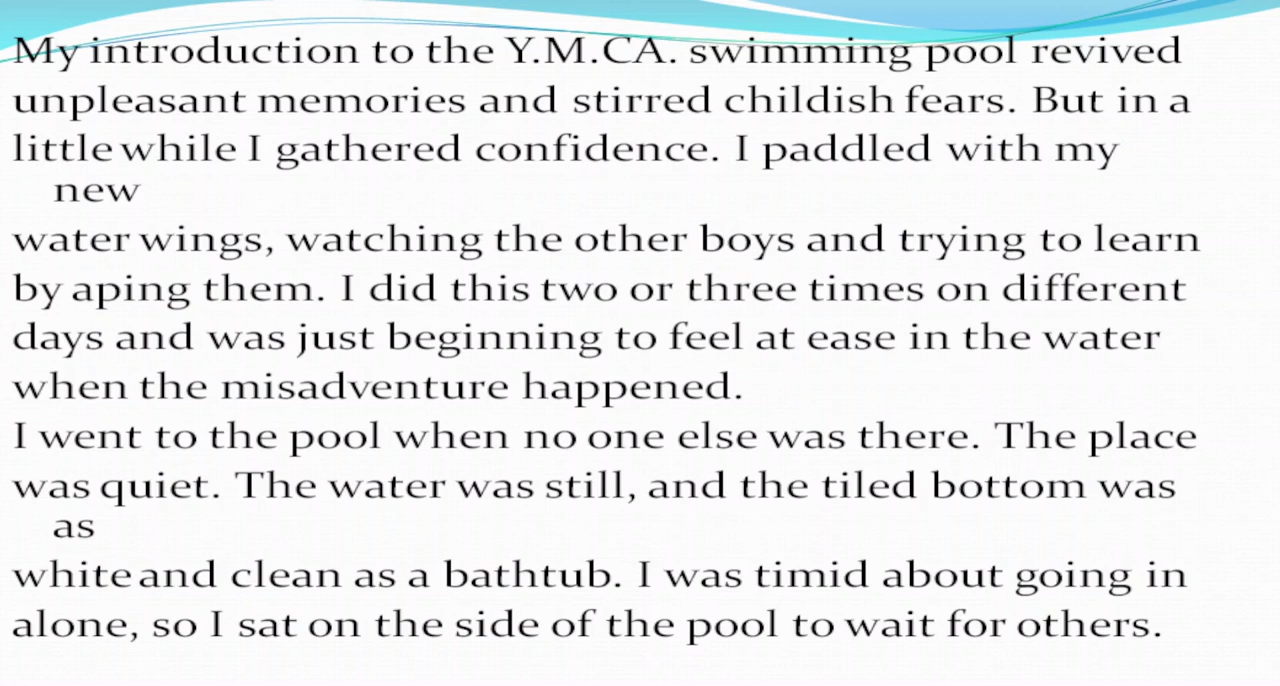 My introduction to the Y.M.CA. swimming pool revived
unpleasant memories and stirred childish fears. But in a
little while I gathered confidence. I paddled with my
new
water wings, watching the other boys and trying to learn
by aping them. I did this two or three times on different
days and was just beginning to feel at ease in the water
when the misadventure happened.
I went to the pool when no one else was there. The place
was quiet. The water was still, and the tiled bottom was
as
white and clean as a bathtub. I was timid about going in
alone, so I sat on the side of the pool to wait for others.